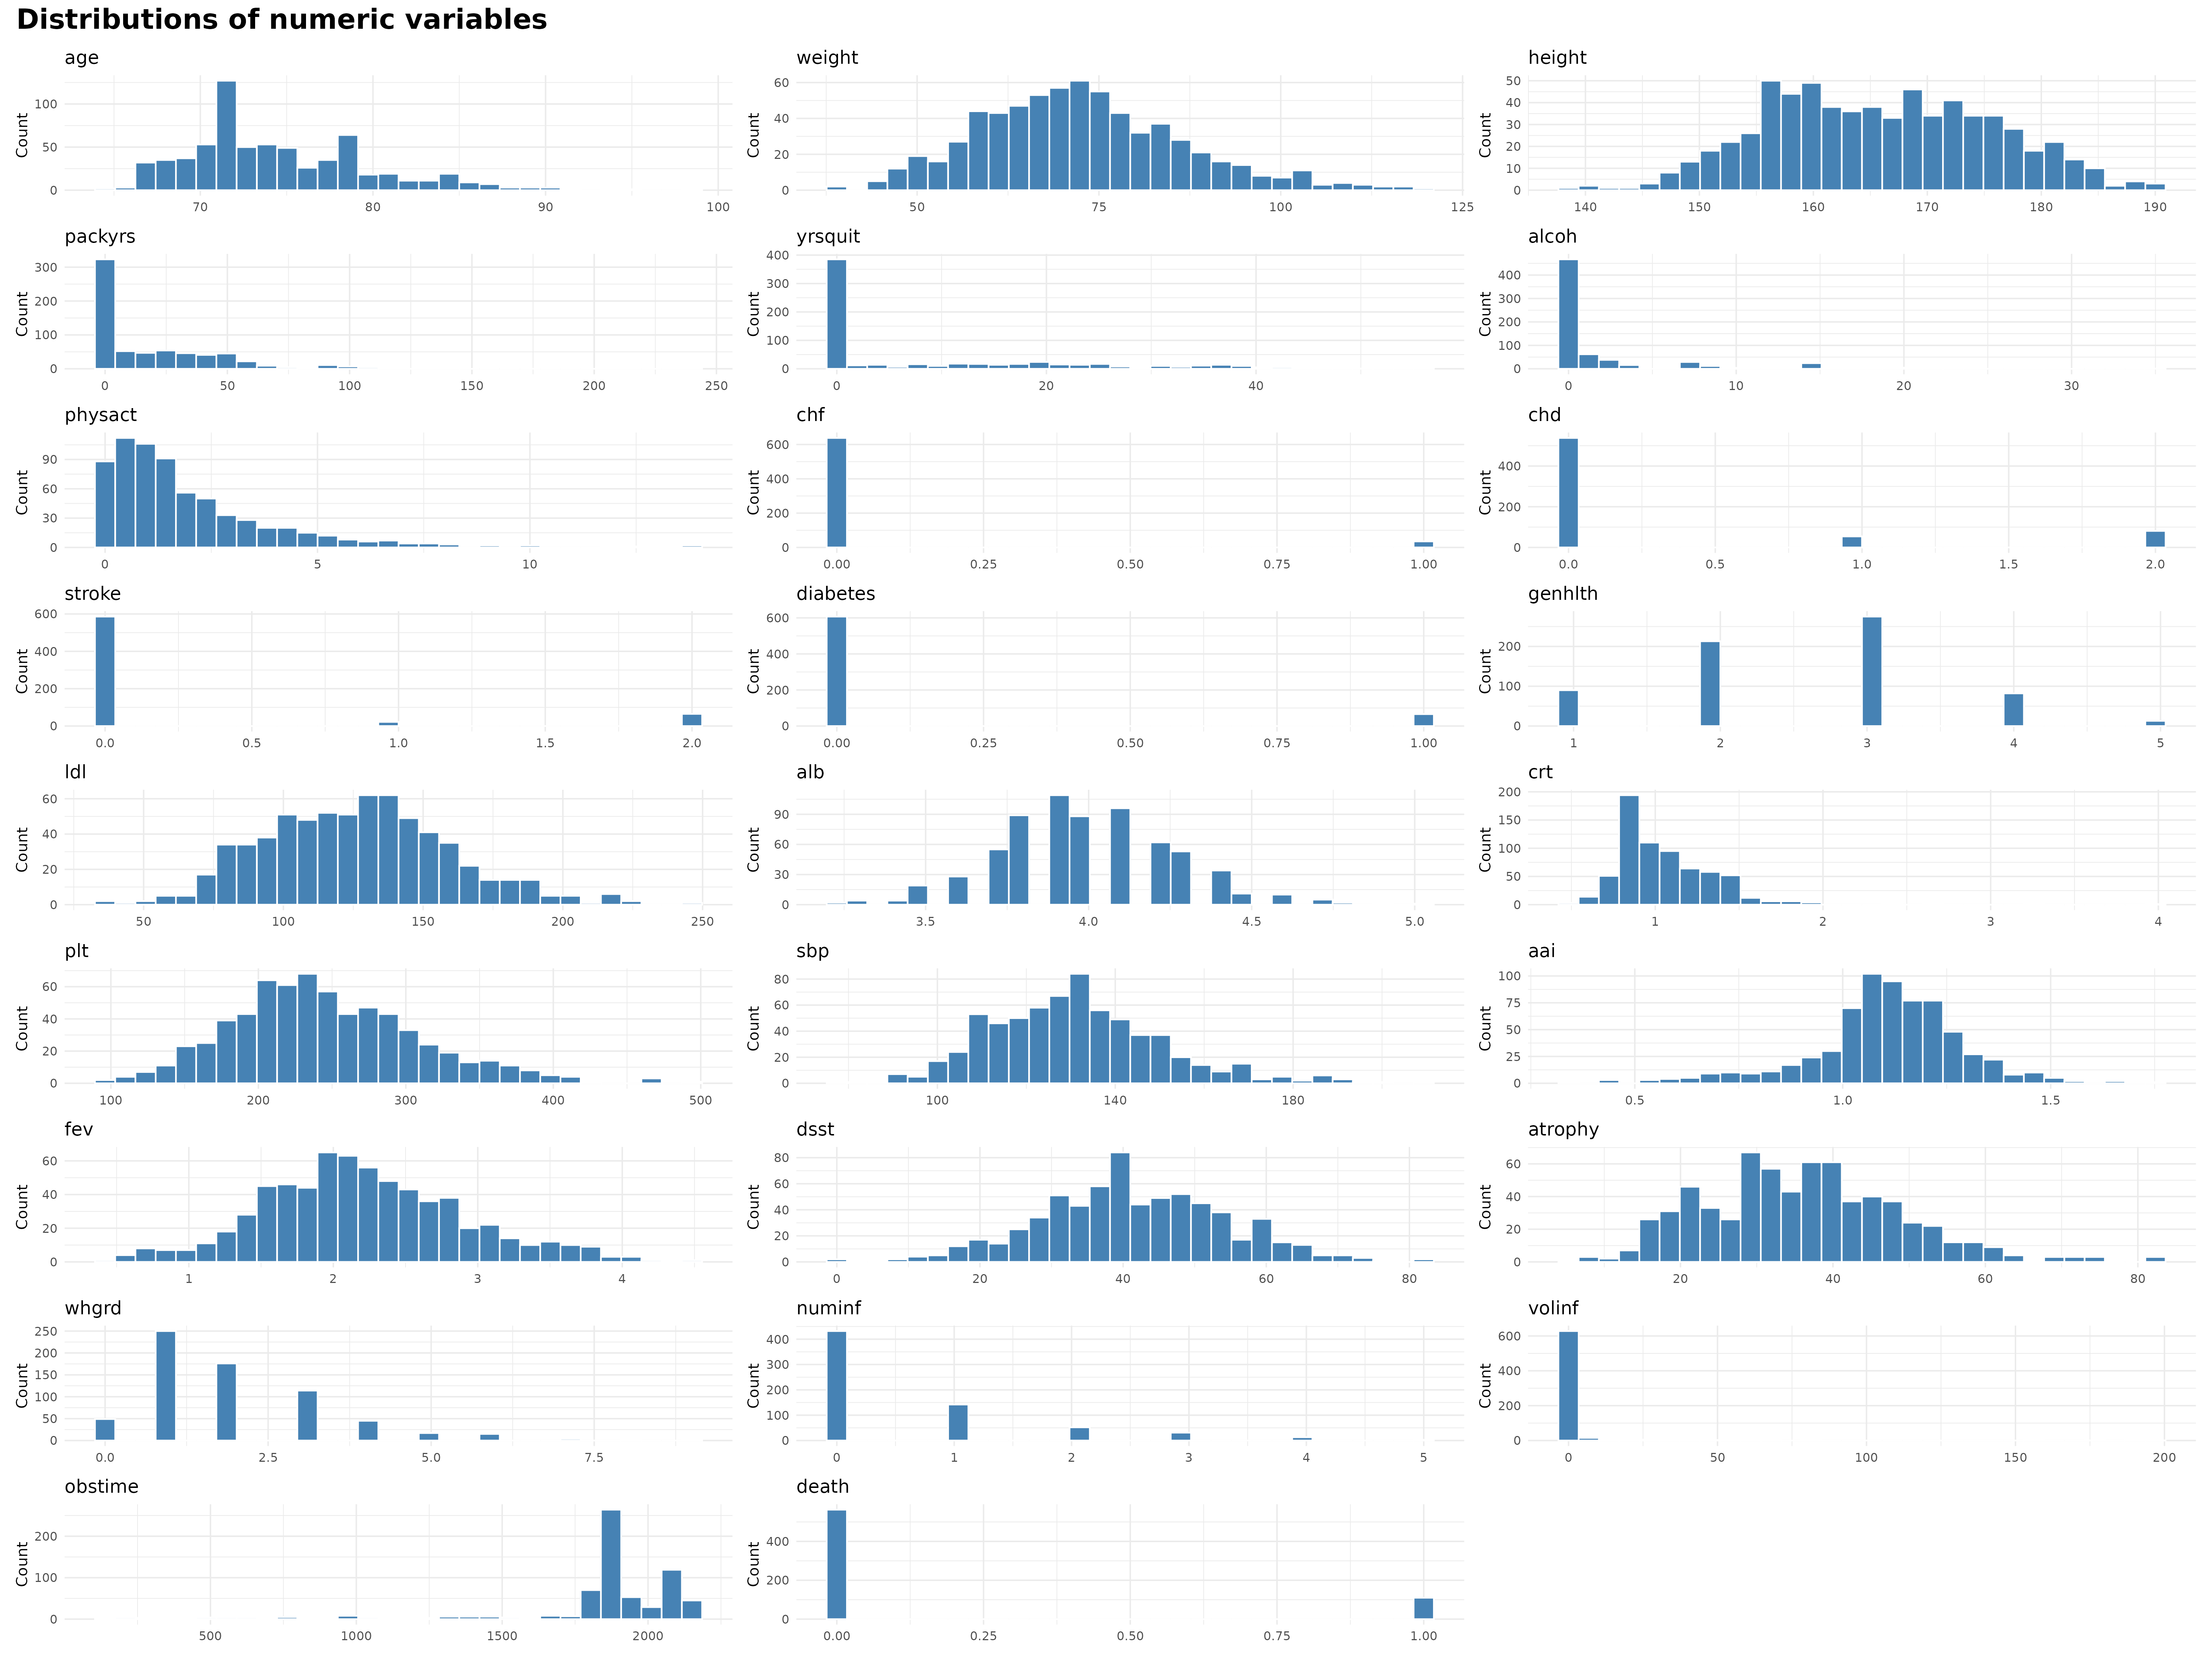 Distributions of numeric variables
age
Count
100
50
0
70 80 90 100
weight
Count
60
40
20
0
50 75 100 125
height
Count
50
40
30
20
10
0
140 150 160 170 180 190
packyrs
Count
300
200
100
0
0 50 100 150 200 250
yrsquit
Count
400
300
200
100
0
0 20 40
alcoh
Count
400
300
200
100
0
0 10 20 30
physact
Count
90
60
30
0
0 5 10
chf
Count
600
400
200
0
0.00 0.25 0.50 0.75 1.00
chd
Count
400
200
0
0.0 0.5 1.0 1.5 2.0
stroke
Count
600
400
200
0
0.0 0.5 1.0 1.5 2.0
diabetes
Count
600
400
200
0
0.00 0.25 0.50 0.75 1.00
genhlth
Count
200
100
0
1 2 3 4 5
ldl
Count
60
40
20
0
50 100 150 200 250
alb
Count
90
60
30
0
3.5 4.0 4.5 5.0
crt
Count
200
150
100
50
0
1 2 3 4
plt
Count
60
40
20
0
100 200 300 400 500
sbp
Count
80
60
40
20
0
100 140 180
aai
Count
100
75
50
25
0
0.5 1.0 1.5
fev
Count
60
40
20
0
1 2 3 4
dsst
Count
80
60
40
20
0
0 20 40 60 80
atrophy
Count
60
40
20
0
20 40 60 80
whgrd
Count
250
200
150
100
50
0
0.0 2.5 5.0 7.5
numinf
Count
400
300
200
100
0
0 1 2 3 4 5
volinf
Count
600
400
200
0
0 50 100 150 200
obstime
Count
200
100
0
500 1000 1500 2000
death
Count
400
200
0
0.00 0.25 0.50 0.75 1.00